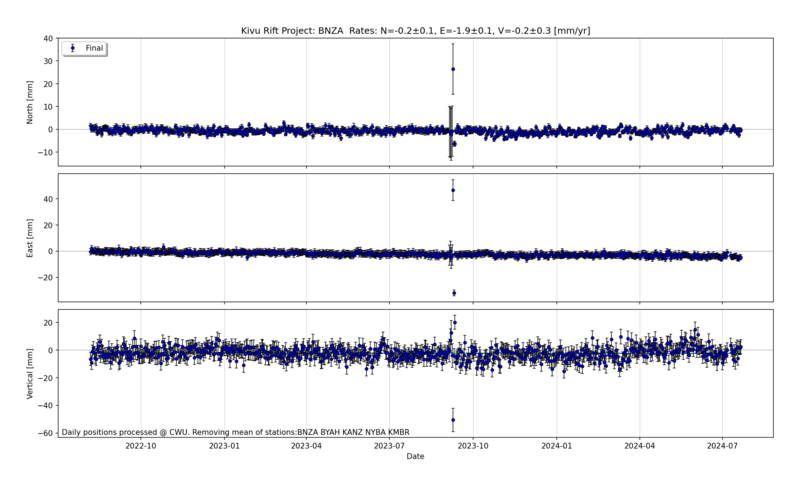 Kivu Rift Project: BNZA Rates: N=-0.2±0.1, E=-1.9±0.1, V=-0.2±0.3 [mm/yr]
Final
North [mm]
40
30
20
10
0
−10
East [mm]
40
20
0
−20
Vertical [mm]
20
0
−20
−40
−60
Daily positions processed @ CWU. Removing mean of stations:BNZA BYAH KANZ NYBA KMBR
2022-10 2023-01 2023-04 2023-07 2023-10 2024-01 2024-04 2024-07
Date